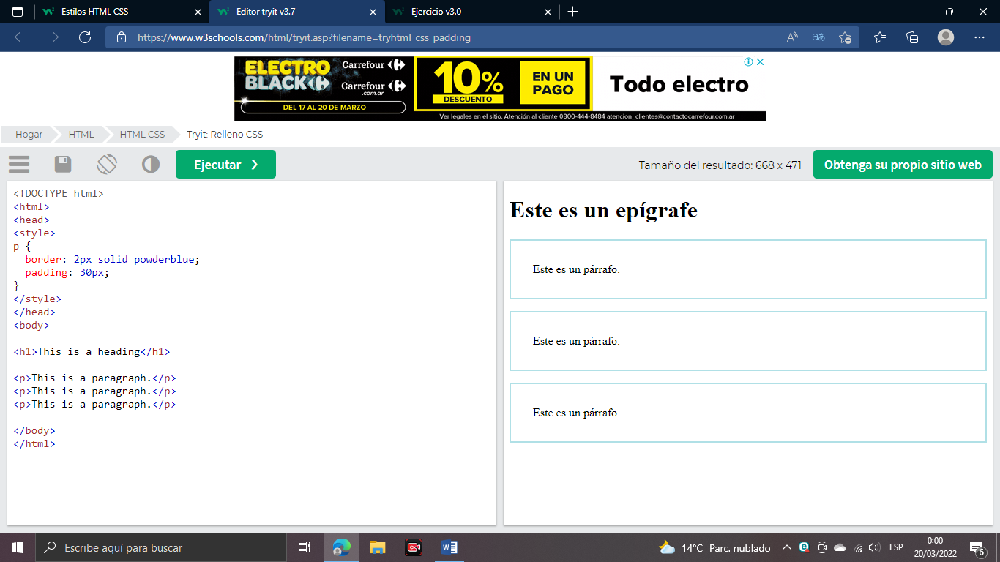 Estilos HTML CSS
Editor tryit v3.7
Ejercicio v3.0
https://www.w3schools.com/html/tryit.asp?filename=tryhtml_css_padding
ELECTRO
BLACK
Carrefour
Carrefour
.com.ar
DEL 17 AL 20 DE MARZO
10%
DESCUENTO
EN UN
PAGO
Todo electro
Ver legales en el sitio. Atención al cliente 0800-444-8484 atencion_clientes@contactocarrefour.com.ar
Hogar HTML HTML CSS Tryit: Relleno CSS
Ejecutar ❯
Tamaño del resultado: 668 x 471
Obtenga su propio sitio web
<!DOCTYPE html>
<html>
<head>
<style>
p {
  border: 2px solid powderblue;
  padding: 30px;
}
</style>
</head>
<body>
<h1>This is a heading</h1>
<p>This is a paragraph.</p>
<p>This is a paragraph.</p>
<p>This is a paragraph.</p>
</body>
</html>
Este es un epígrafe
Este es un párrafo.
Este es un párrafo.
Este es un párrafo.
Escribe aquí para buscar
14°C Parc. nublado
ESP
0:00
20/03/2022
6